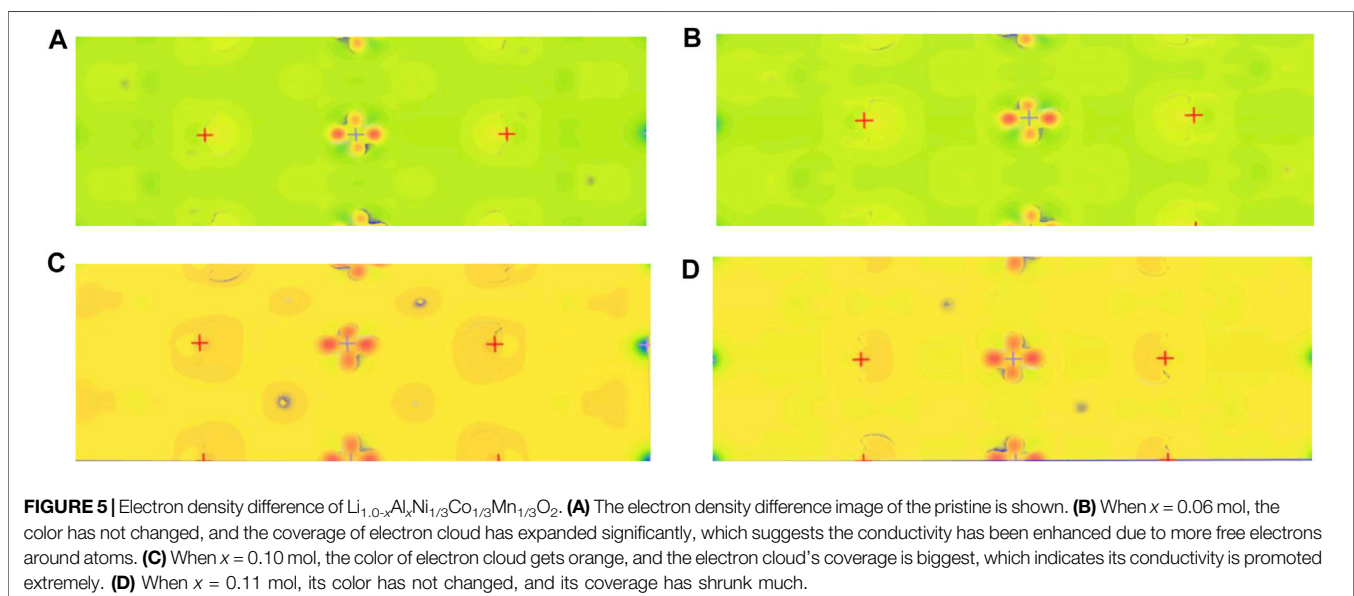 A
B
C
D
FIGURE 5 | Electron density difference of Li1.0-xAlxNi1/3Co1/3Mn1/3O2. (A) The electron density difference image of the pristine is shown. (B) When x = 0.06 mol, the
color has not changed, and the coverage of electron cloud has expanded significantly, which suggests the conductivity has been enhanced due to more free electrons
around atoms. (C) When x = 0.10 mol, the color of electron cloud gets orange, and the electron cloud's coverage is biggest, which indicates its conductivity is promoted
extremely. (D) When x = 0.11 mol, its color has not changed, and its coverage has shrunk much.